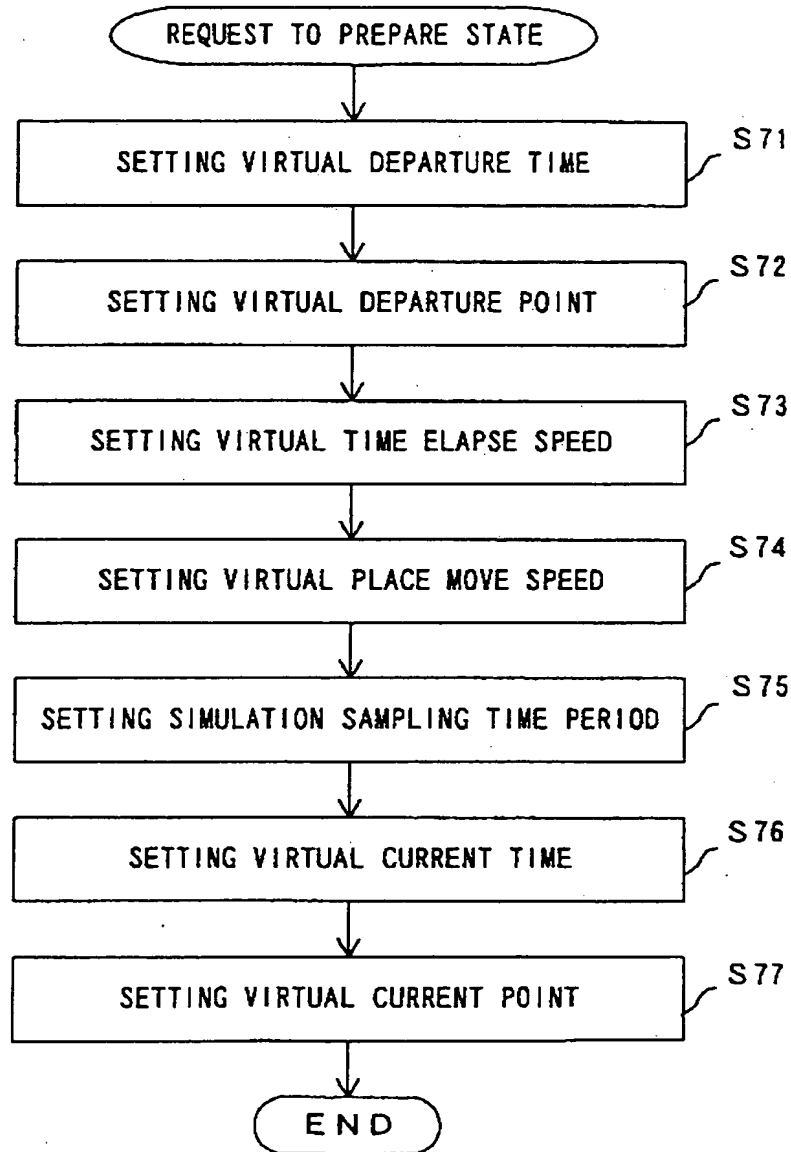 REQUEST TO PREPARE STATE
S71
SETTING VIRTUAL DEPARTURE TIME
S72
SETTING VIRTUAL DEPARTURE POINT
S73
SETTING VIRTUAL TIME ELAPSE SPEED
S74
SETTING VIRTUAL PLACE MOVE SPEED
S75
SETTING SIMULATION SAMPLING TIME PERIOD
S76
SETTING VIRTUAL CURRENT TIME
S77
SETTING VIRTUAL CURRENT POINT
END